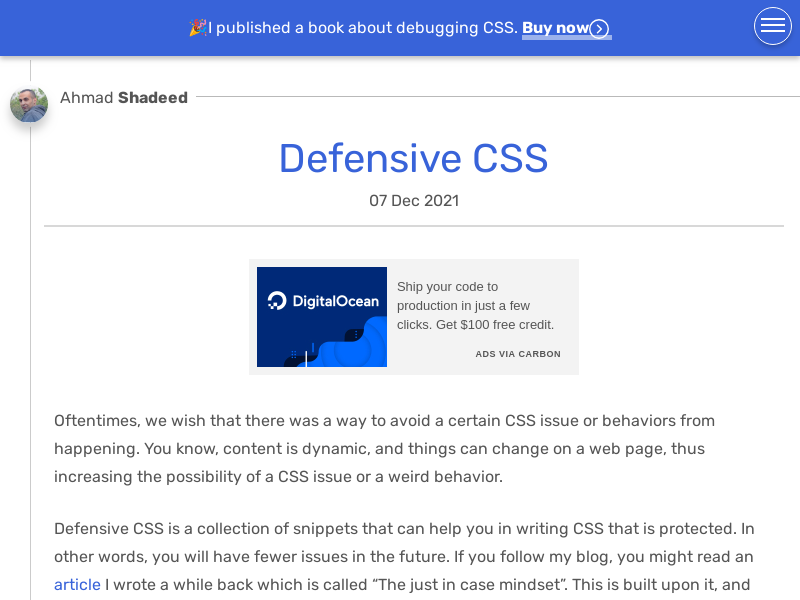 🎉I published a book about debugging CSS. Buy now
Ahmad Shadeed
Defensive CSS
07 Dec 2021
DigitalOcean
Ship your code to
production in just a few
clicks. Get $100 free credit.
ADS VIA CARBON
Oftentimes, we wish that there was a way to avoid a certain CSS issue or behaviors from
happening. You know, content is dynamic, and things can change on a web page, thus
increasing the possibility of a CSS issue or a weird behavior.
Defensive CSS is a collection of snippets that can help you in writing CSS that is protected. In
other words, you will have fewer issues in the future. If you follow my blog, you might read an
article I wrote a while back which is called “The just in case mindset”. This is built upon it, and